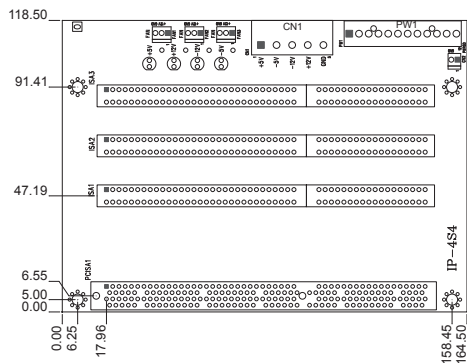 118.50
CN1
PW1
+5V
+12V
-12V
-5V
+5V
-5V
-12V
+12V
GND
91.41
ISA3
ISA2
47.19
ISA1
IP-4S4
PCISA1
6.55
5.00
0.00
0.00
6.25
17.96
158.45
164.50